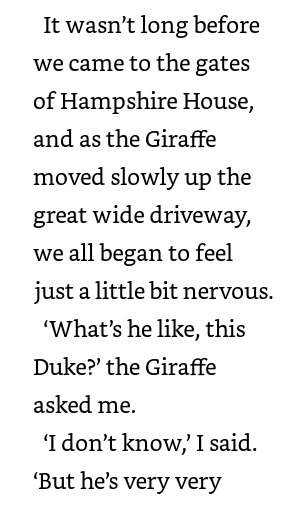 It wasn’t long before
we came to the gates
of Hampshire House,
and as the Giraffe
moved slowly up the
great wide driveway,
we all began to feel
just a little bit nervous.
‘What’s he like, this
Duke?’ the Giraffe
asked me.
‘I don’t know,’ I said.
‘But he’s very very